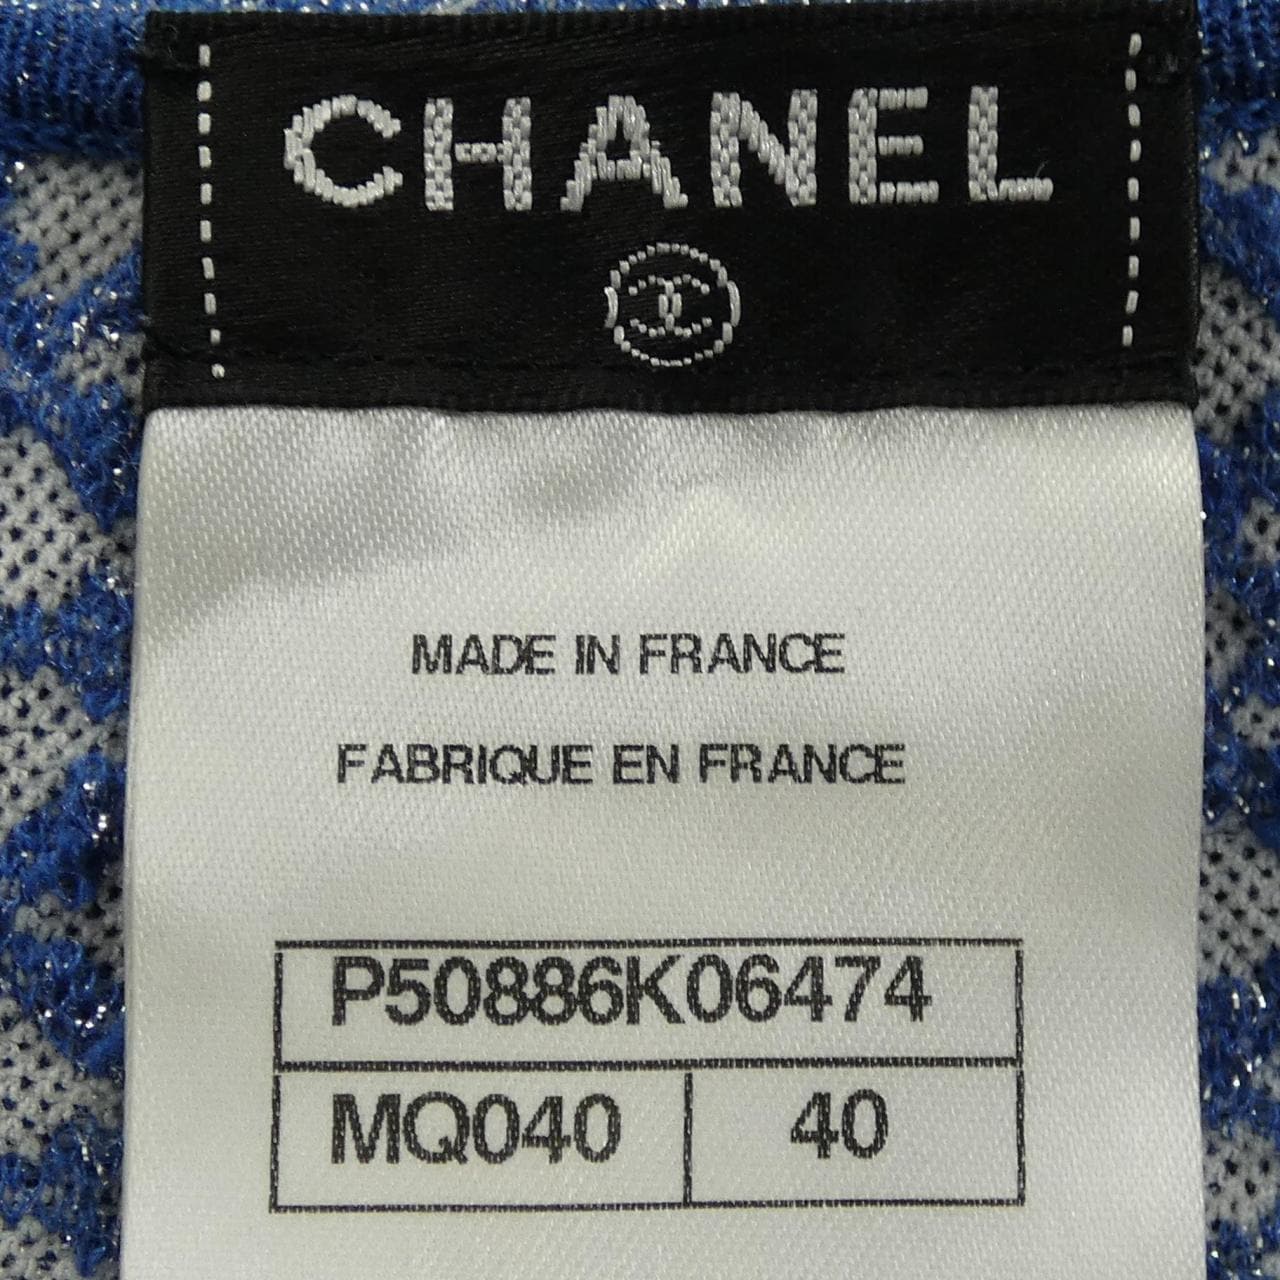 CHANEL
MADE IN FRANCE
FABRIQUE EN FRANCE
P50886K06474
MQ040 40